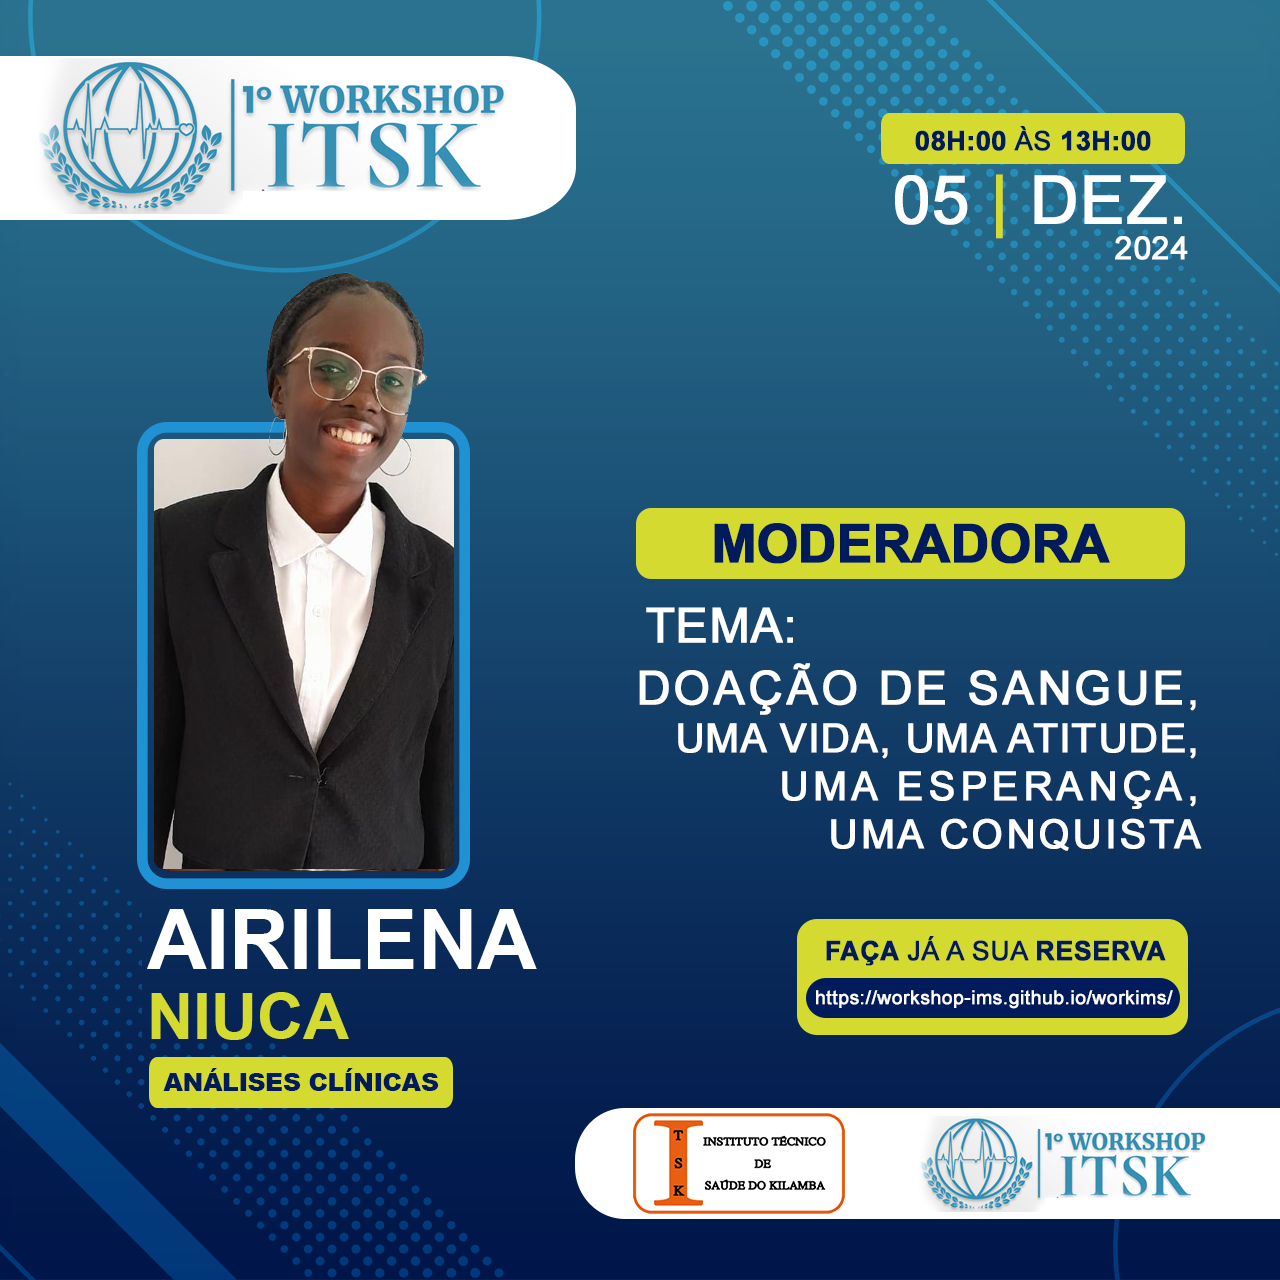 1º WORKSHOP
ITSK
08H:00 ÀS 13H:00
05 | DEZ.
2024
MODERADORA
TEMA:
DOAÇÃO DE SANGUE,
UMA VIDA, UMA ATITUDE,
UMA ESPERANÇA,
UMA CONQUISTA
AIRILENA
NIUCA
ANÁLISES CLÍNICAS
FAÇA JÁ A SUA RESERVA
https://workshop-ims.github.io/workims/
I
T
S
K
INSTITUTO TÉCNICO
DE
SAÚDE DO KILAMBA
1º WORKSHOP
ITSK